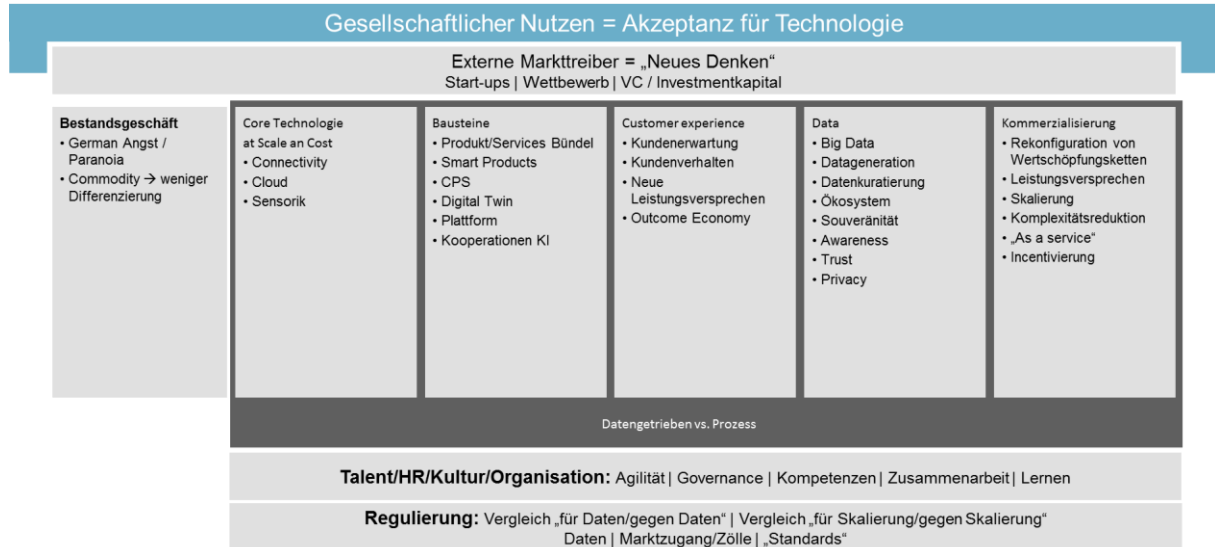 Gesellschaftlicher Nutzen = Akzeptanz für Technologie
Externe Markttreiber = „Neues Denken“
Start-ups | Wettbewerb | VC / Investmentkapital
Bestandsgeschäft
• German Angst /
Paranoia
• Commodity → weniger
Differenzierung
Core Technologie
at Scale an Cost
• Connectivity
• Cloud
• Sensorik
Bausteine
• Produkt/Services Bündel
• Smart Products
• CPS
• Digital Twin
• Plattform
• Kooperationen KI
Customer experience
• Kundenerwartung
• Kundenverhalten
• Neue
Leistungsversprechen
• Outcome Economy
Data
• Big Data
• Datageneration
• Datenkuratierung
• Ökosystem
• Souveränität
• Awareness
• Trust
• Privacy
Kommerzialisierung
• Rekonfiguration von
Wertschöpfungsketten
• Leistungsversprechen
• Skalierung
• Komplexitätsreduktion
• „As a service“
• Incentivierung
Datengetrieben vs. Prozess
Talent/HR/Kultur/Organisation: Agilität | Governance | Kompetenzen | Zusammenarbeit | Lernen
Regulierung: Vergleich „für Daten/gegen Daten“ | Vergleich „für Skalierung/gegen Skalierung“
Daten | Marktzugang/Zölle | „Standards“